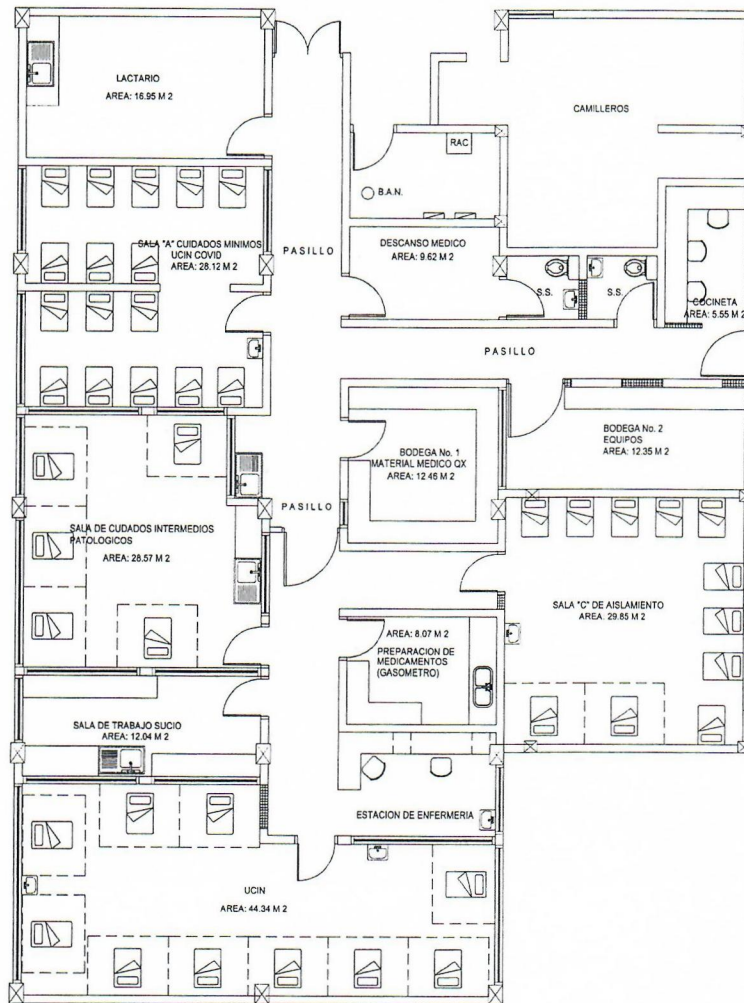 LACTARIO
AREA: 16.95 M 2
CAMILLEROS
RAC
B.A.N.
SALA "A" CUIDADOS MINIMOS
UCIN COVID
AREA: 28.12 M 2
PASILLO
DESCANSO MEDICO
AREA: 9.62 M 2
S.S.
S.S.
COCINETA
AREA: 5.55 M 2
PASILLO
BODEGA No. 1
MATERIAL MEDICO QX
AREA: 12.46 M 2
BODEGA No. 2
EQUIPOS
AREA: 12.35 M 2
PASILLO
SALA DE CUDADOS INTERMEDIOS
PATOLOGICOS
AREA: 28.57 M 2
SALA "C" DE AISLAMIENTO
AREA. 29.85 M 2
AREA: 8.07 M 2
PREPARACION DE
MEDICAMENTOS
(GASOMETRO)
SALA DE TRABAJO SUCIO
AREA: 12.04 M 2
ESTACION DE ENFERMERIA
UCIN
AREA: 44.34 M 2